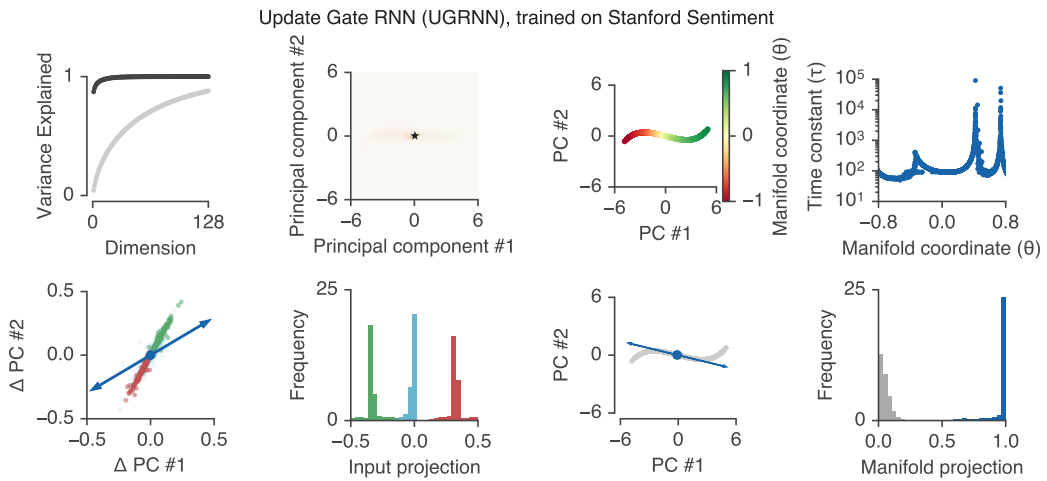 Update Gate RNN (UGRNN), trained on Stanford Sentiment
Variance Explained
1
0
0
128
Dimension
Principal component #2
6
0
−6
−6
0
6
Principal component #1
PC #2
6
0
−6
−6
0
6
PC #1
1
0
−1
Manifold coordinate (θ)
Time constant (τ)
10⁵
10⁴
10³
10²
10¹
−0.8
0.0
0.8
Manifold coordinate (θ)
Δ PC #2
0.5
0.0
−0.5
−0.5
0.0
0.5
Δ PC #1
Frequency
25
0
−0.5
0.0
0.5
Input projection
PC #2
6
0
−6
−6
0
6
PC #1
Frequency
25
0
0.0
1.0
Manifold projection